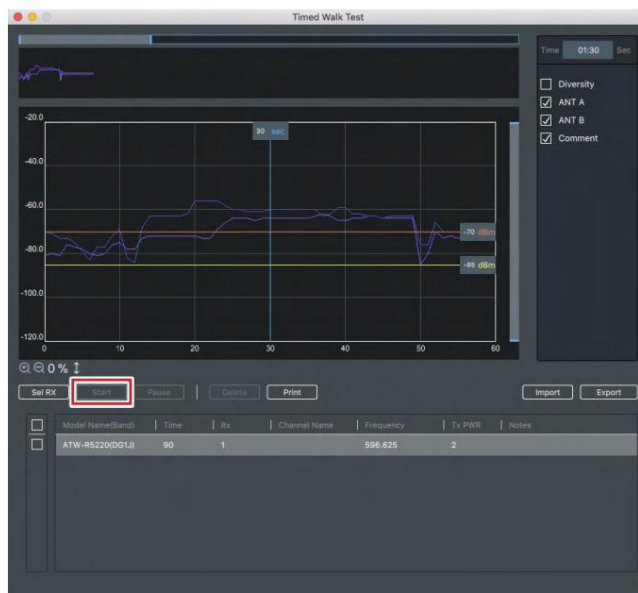 Timed Walk Test
Time 01:30 Sec
Diversity
ANT A
ANT B
Comment
-20.0
30 sec
-40.0
-60.0
-70 dBm
-80.0
-85 dBm
-100.0
-120.0
0 10 20 30 40 50 60
0 %
Sel RX Start Pause Delete Print Import Export
Model Name(Band) Time Rx Channel Name Frequency Tx PWR Notes
ATW-R5220(DG1J) 90 1 596.625 2